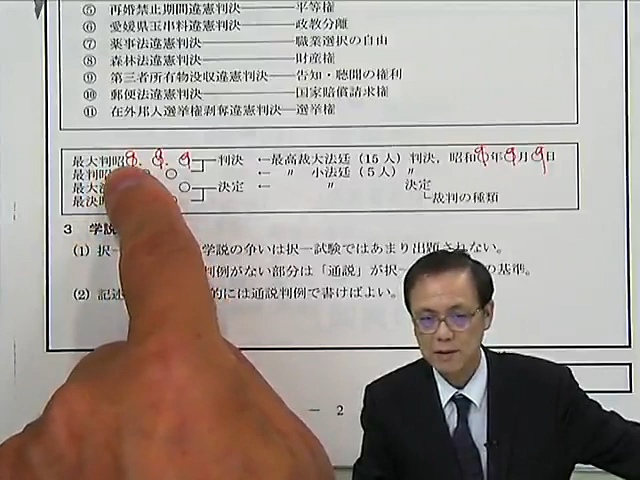 ⑤ 再婚禁止期間違憲判決――平等権
⑥ 愛媛県玉串料違憲判決――政教分離
⑦ 薬事法違憲判決――職業選択の自由
⑧ 森林法違憲判決――財産権
⑨ 第三者所有物没収違憲判決――告知・聴聞の権利
⑩ 郵便法違憲判決――国家賠償請求権
⑪ 在外邦人選挙権剥奪違憲判決――選挙権
最大判昭 ―判決 ←最高裁大法廷(15人)判決，昭和 年 月 日
最判昭 ○ ← 〃 小法廷(5人) 〃
最大 ○ ―決定 ← 〃 決定
最決 └裁判の種類
3 学説
(1) 択一 学説の争いは択一試験ではあまり出題されない。
判例がない部分は「通説」が択一 の基準。
(2) 記述 的には通説判例で書けばよい。
― 2